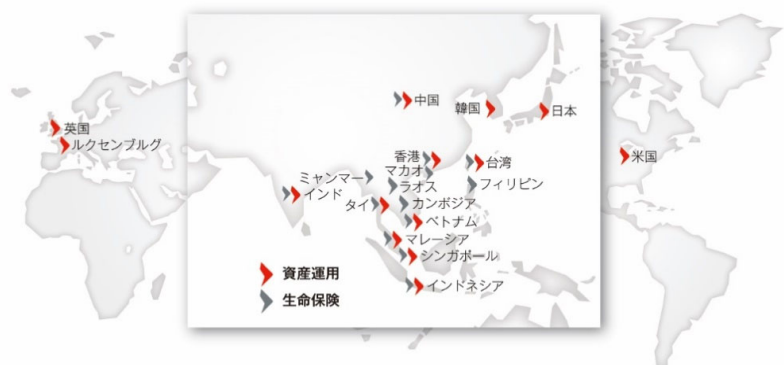 中国
韓国
日本
英国
ルクセンブルグ
香港
マカオ
台湾
米国
ミャンマー
ラオス
フィリピン
インド
タイ
カンボジア
ベトナム
マレーシア
シンガポール
インドネシア
資産運用
生命保険